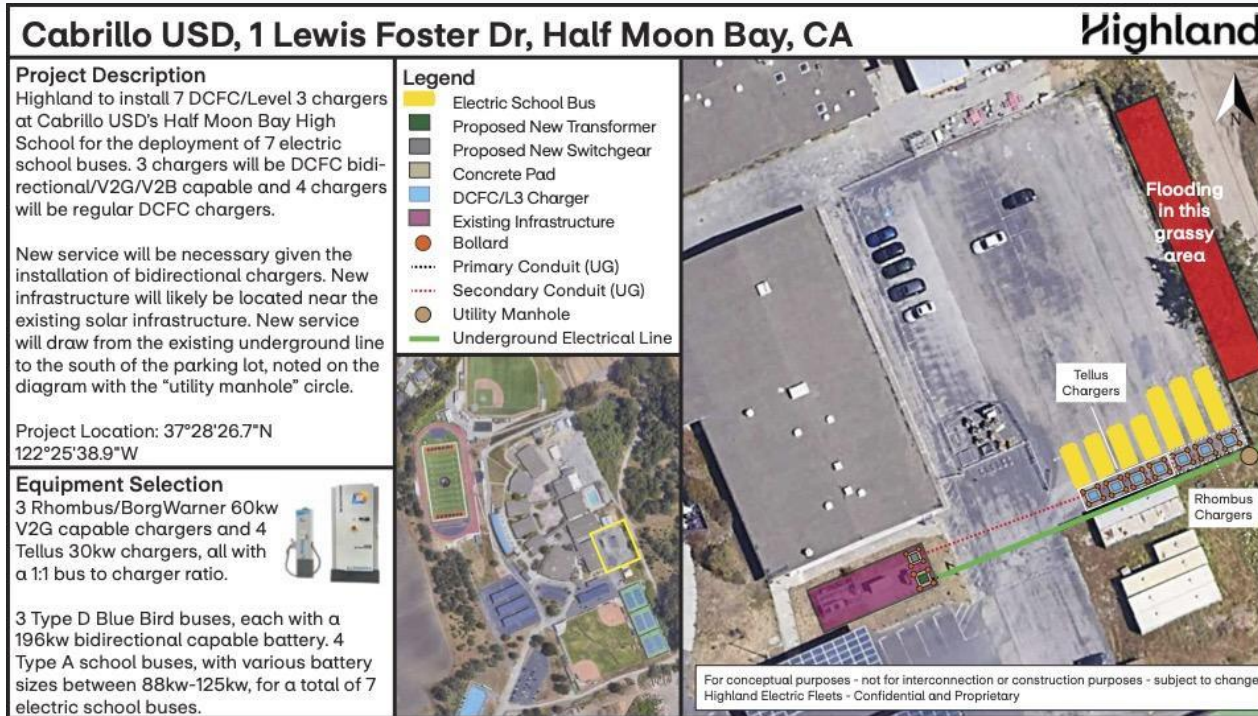 Cabrillo USD, 1 Lewis Foster Dr, Half Moon Bay, CA
Highland
Project Description
Highland to install 7 DCFC/Level 3 chargers
at Cabrillo USD's Half Moon Bay High
School for the deployment of 7 electric
school buses. 3 chargers will be DCFC bidi-
rectional/V2G/V2B capable and 4 chargers
will be regular DCFC chargers.
New service will be necessary given the
installation of bidirectional chargers. New
infrastructure will likely be located near the
existing solar infrastructure. New service
will draw from the existing underground line
to the south of the parking lot, noted on the
diagram with the “utility manhole” circle.
Project Location: 37°28'26.7"N
122°25'38.9"W
Equipment Selection
3 Rhombus/BorgWarner 60kw
V2G capable chargers and 4
Tellus 30kw chargers, all with
a 1:1 bus to charger ratio.
3 Type D Blue Bird buses, each with a
196kw bidirectional capable battery. 4
Type A school buses, with various battery
sizes between 88kw-125kw, for a total of 7
electric school buses.
Legend
Electric School Bus
Proposed New Transformer
Proposed New Switchgear
Concrete Pad
DCFC/L3 Charger
Existing Infrastructure
Bollard
Primary Conduit (UG)
Secondary Conduit (UG)
Utility Manhole
Underground Electrical Line
N
Flooding
in this
grassy
area
Tellus
Chargers
Rhombus
Chargers
For conceptual purposes - not for interconnection or construction purposes - subject to change
Highland Electric Fleets - Confidential and Proprietary